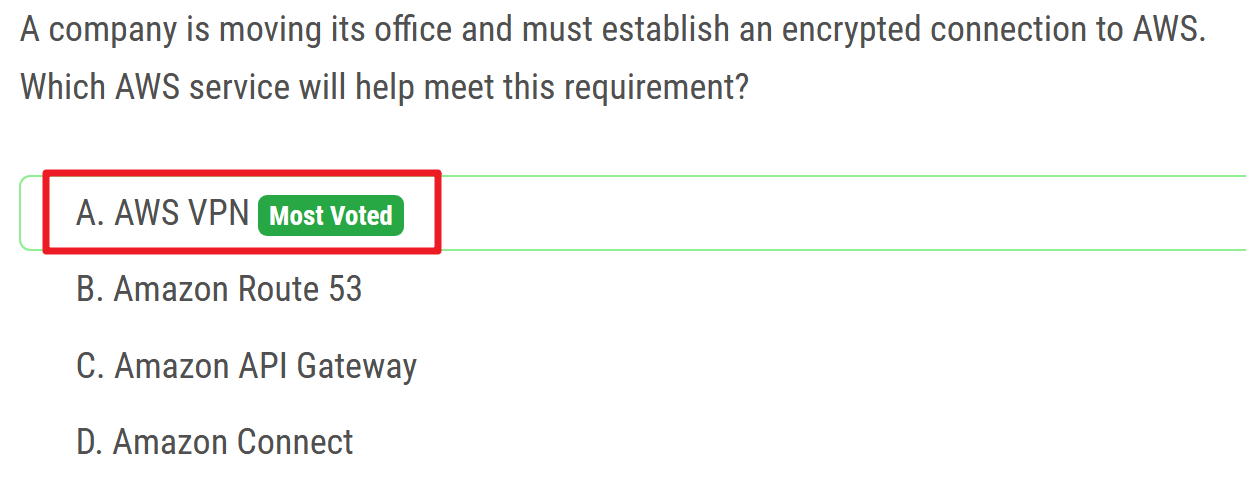 A company is moving its office and must establish an encrypted connection to AWS.
Which AWS service will help meet this requirement?
A. AWS VPN Most Voted
B. Amazon Route 53
C. Amazon API Gateway
D. Amazon Connect